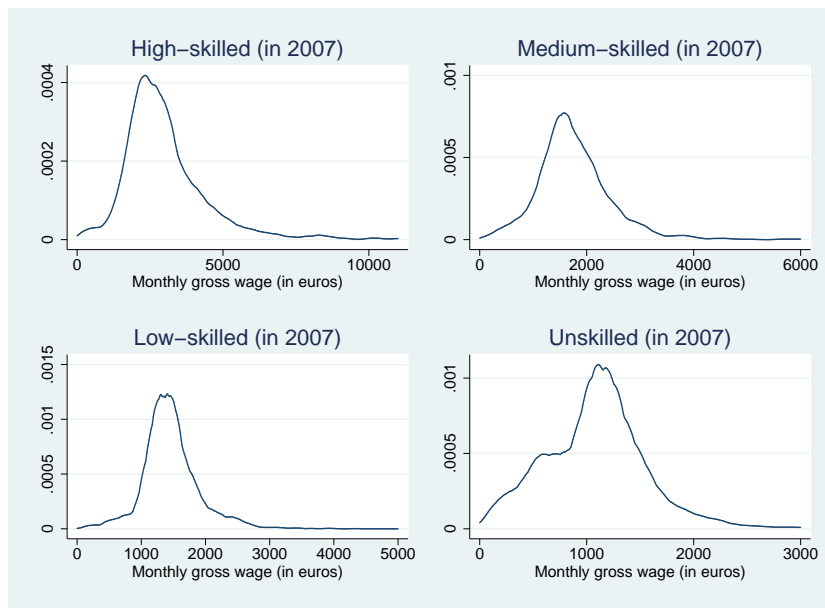 High−skilled (in 2007)
.0004
.0002
0
0 5000 10000
Monthly gross wage (in euros)
Medium−skilled (in 2007)
.001
.0005
0
0 2000 4000 6000
Monthly gross wage (in euros)
Low−skilled (in 2007)
.0015
.001
.0005
0
0 1000 2000 3000 4000 5000
Monthly gross wage (in euros)
Unskilled (in 2007)
.001
.0005
0
0 1000 2000 3000
Monthly gross wage (in euros)